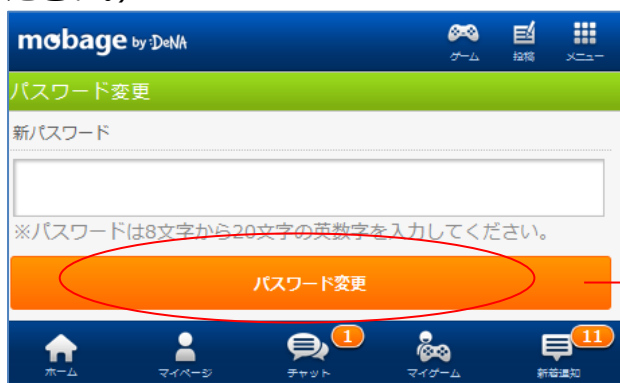 mobage by :DeNA
ゲーム 投稿 メニュー
パスワード変更
新パスワード
※パスワードは8文字から20文字の英数字を入力してください。
パスワード変更
1 11
ホーム マイページ チャット マイゲーム 新着通知